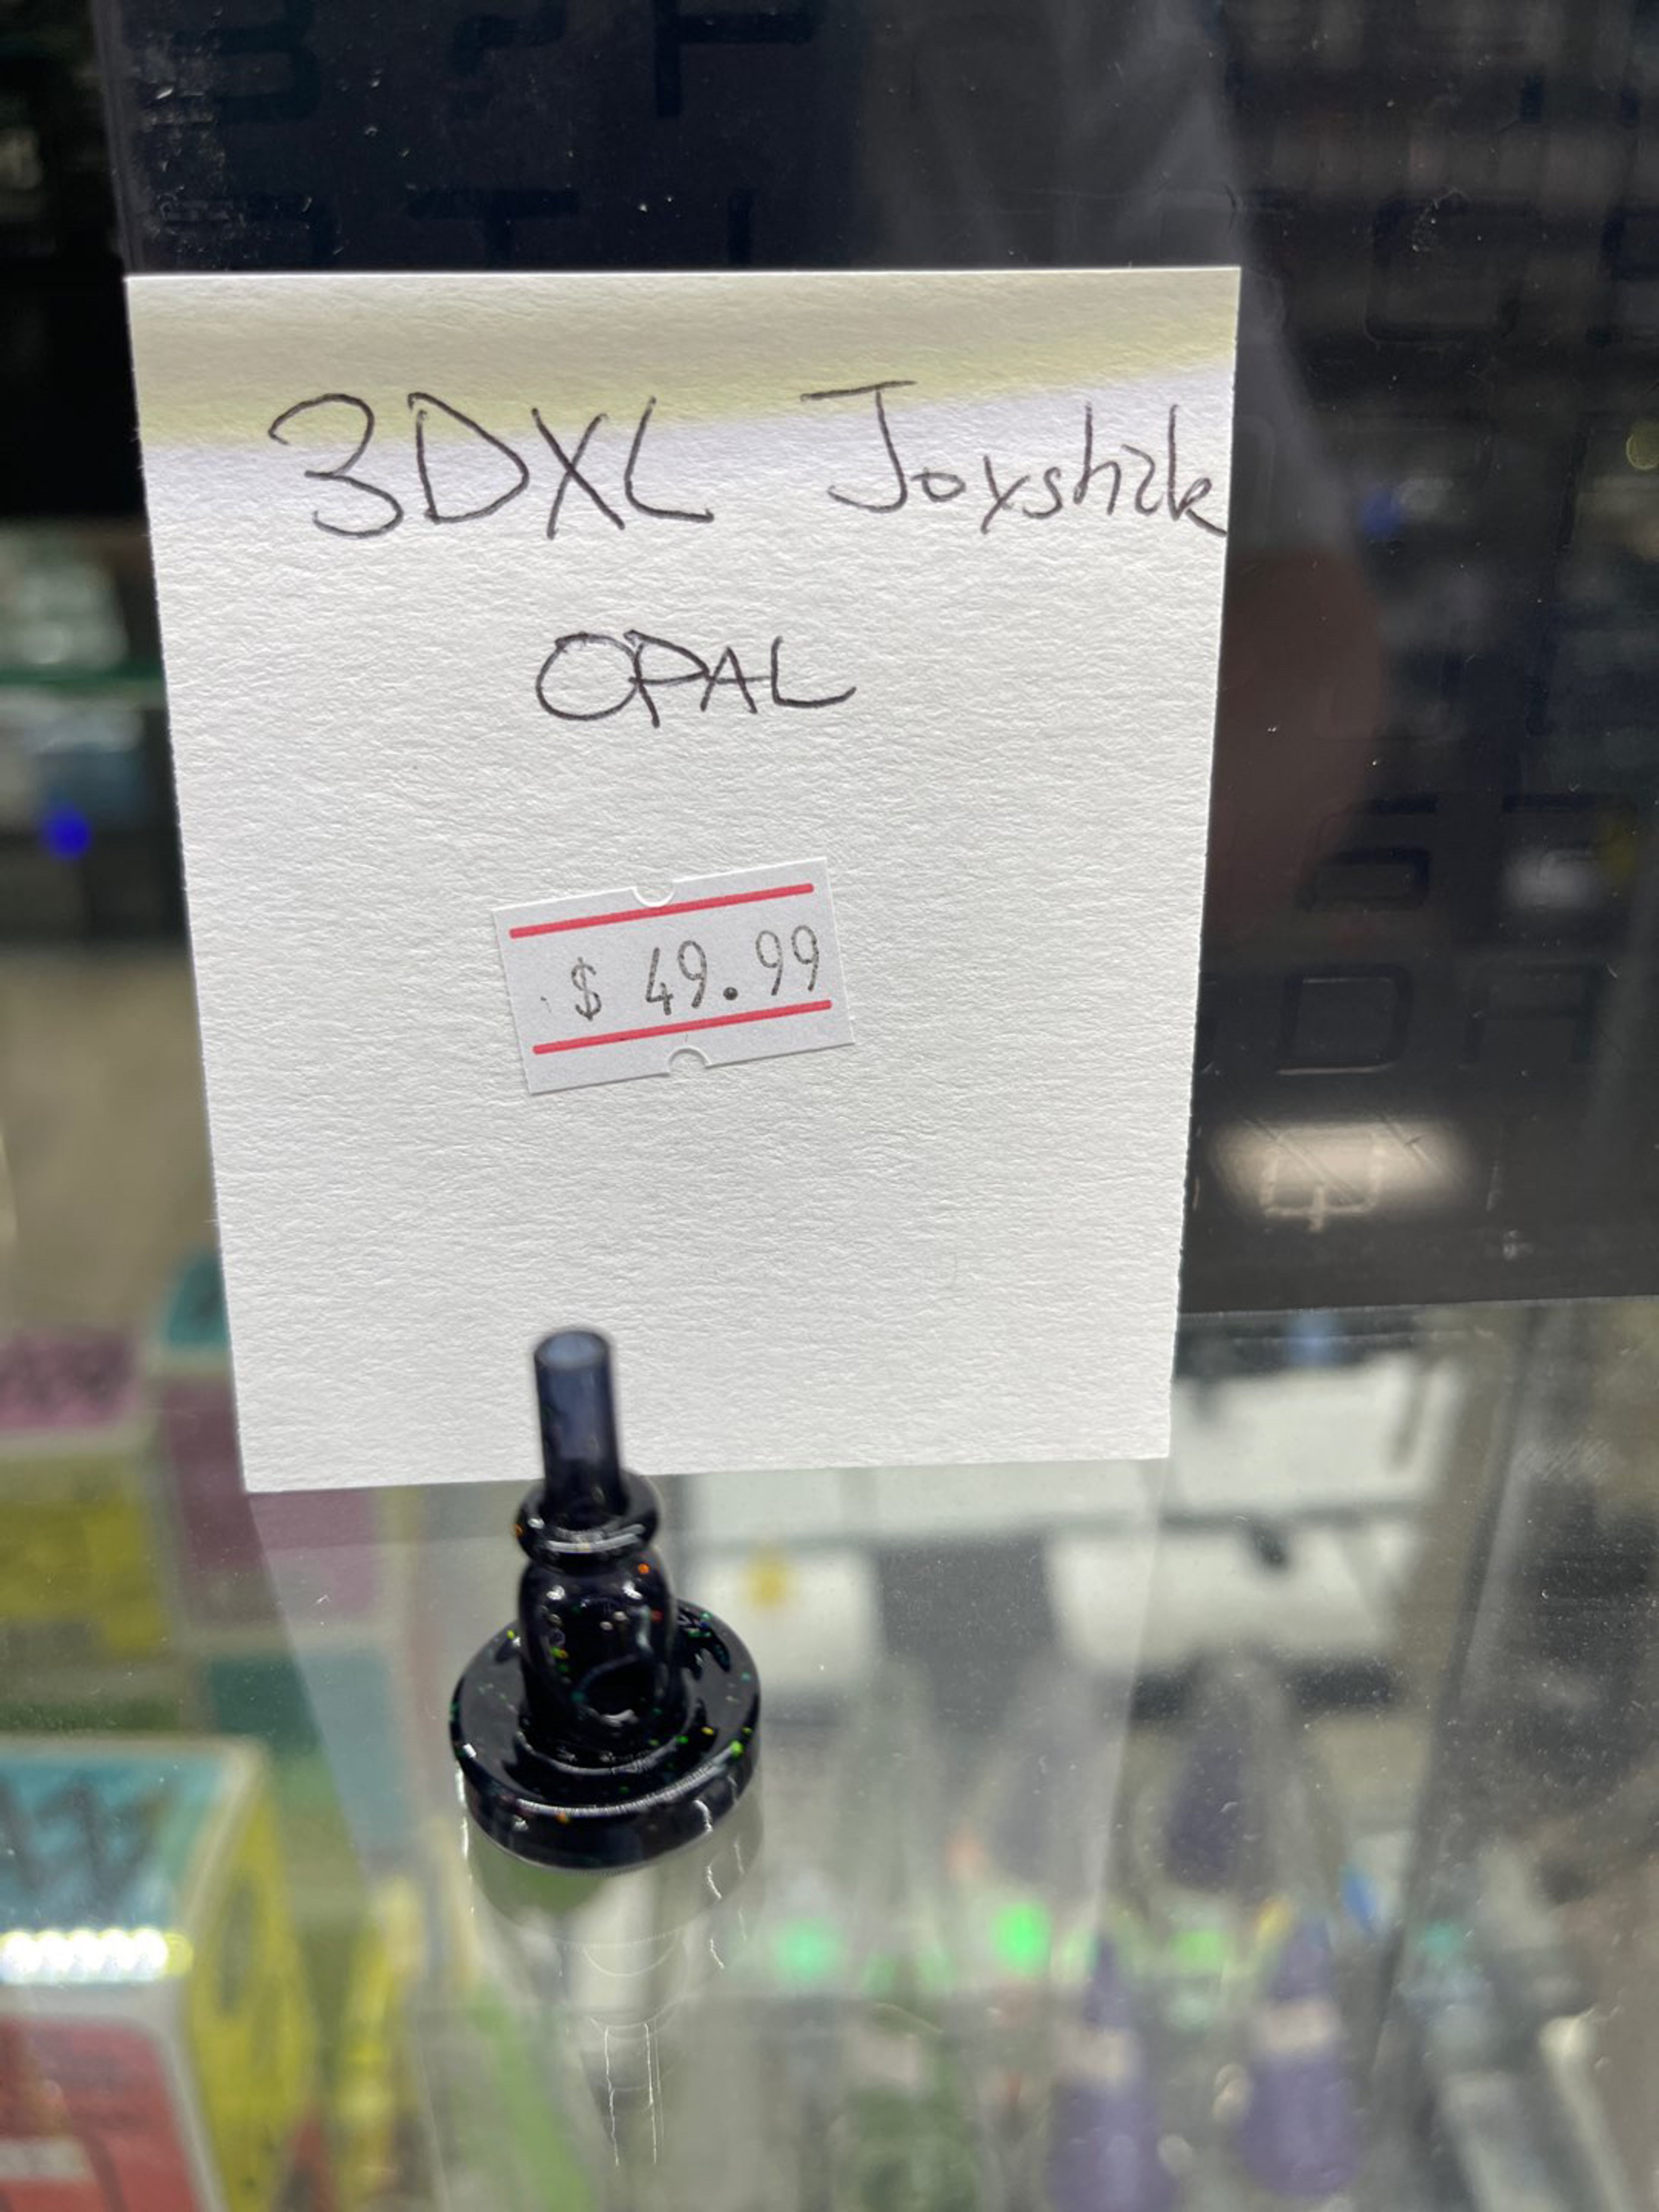 3DXL Joystick
OPAL
$ 49.99